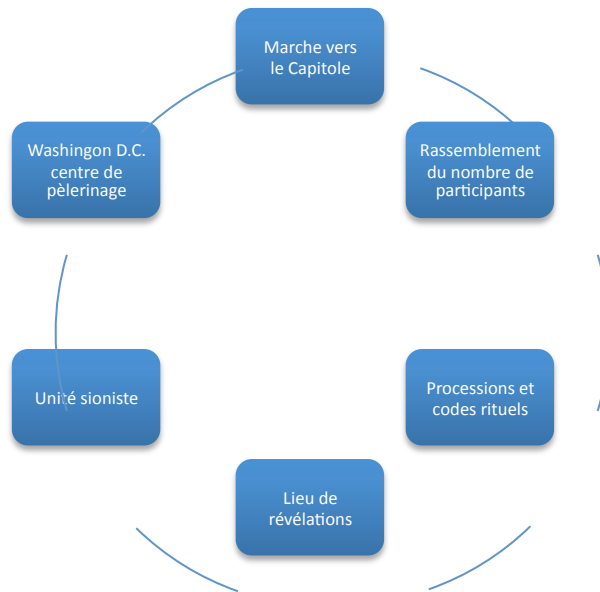 Marche vers
le Capitole
Rassemblement
du nombre de
participants
Processions et
codes rituels
Lieu de
révélations
Unité sioniste
Washingon D.C.
centre de
pèlerinage